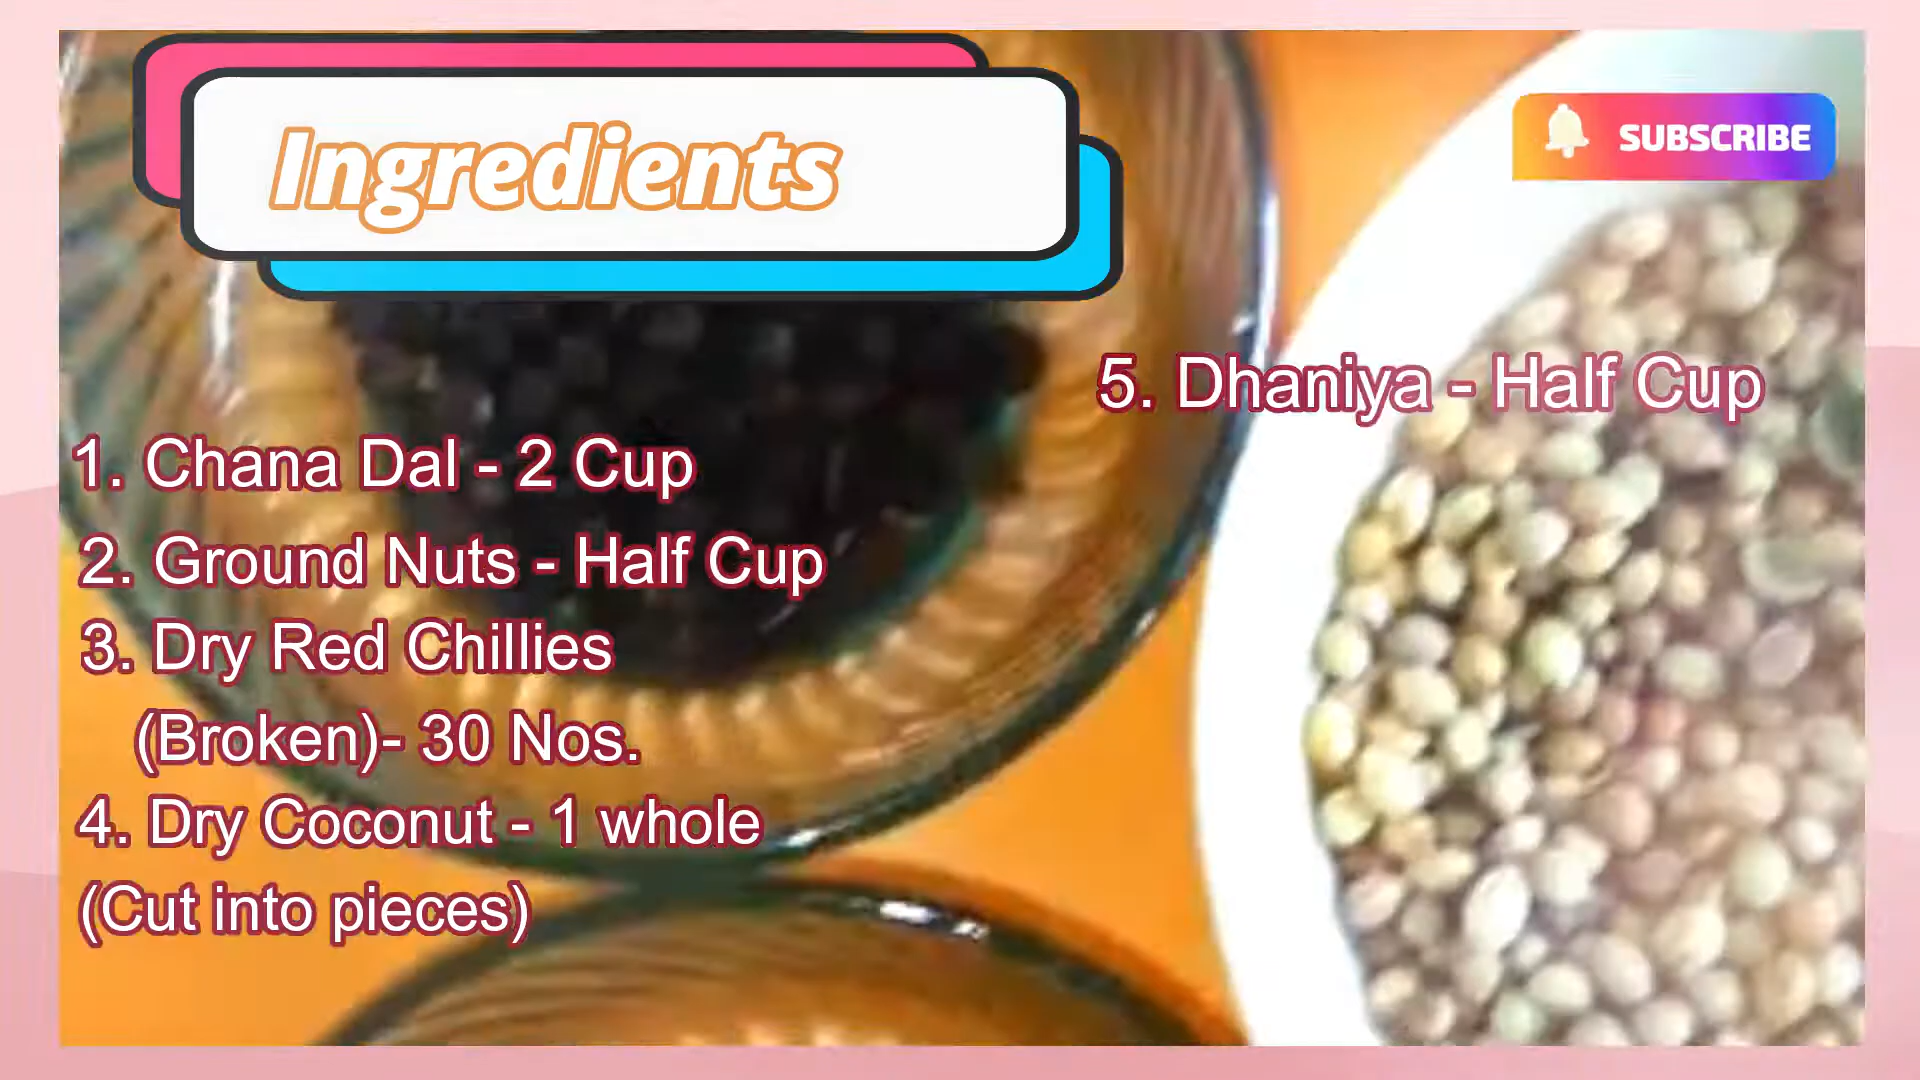 Ingredients
SUBSCRIBE
1. Chana Dal - 2 Cup
2. Ground Nuts - Half Cup
3. Dry Red Chillies
(Broken)- 30 Nos.
4. Dry Coconut - 1 whole
(Cut into pieces)
5. Dhaniya - Half Cup